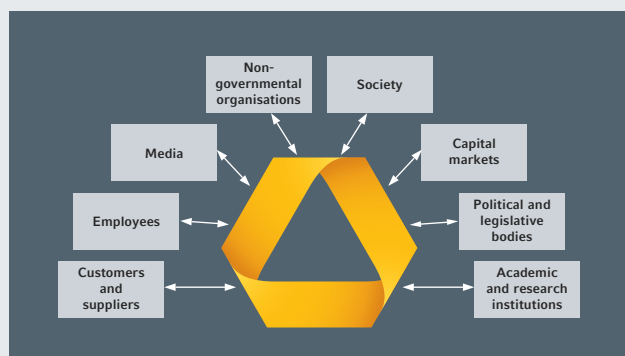 Non-
governmental
organisations
Society
Media
Capital
markets
Employees
Political and
legislative
bodies
Customers
and
suppliers
Academic
and research
institutions